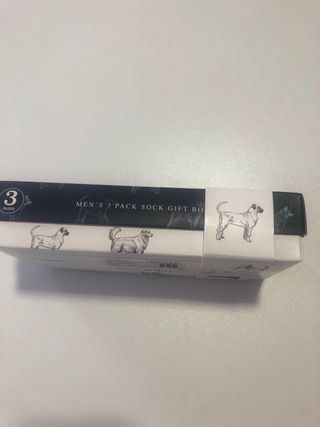 3
PAIRS
MEN'S 3 PACK SOCK GIFT BO